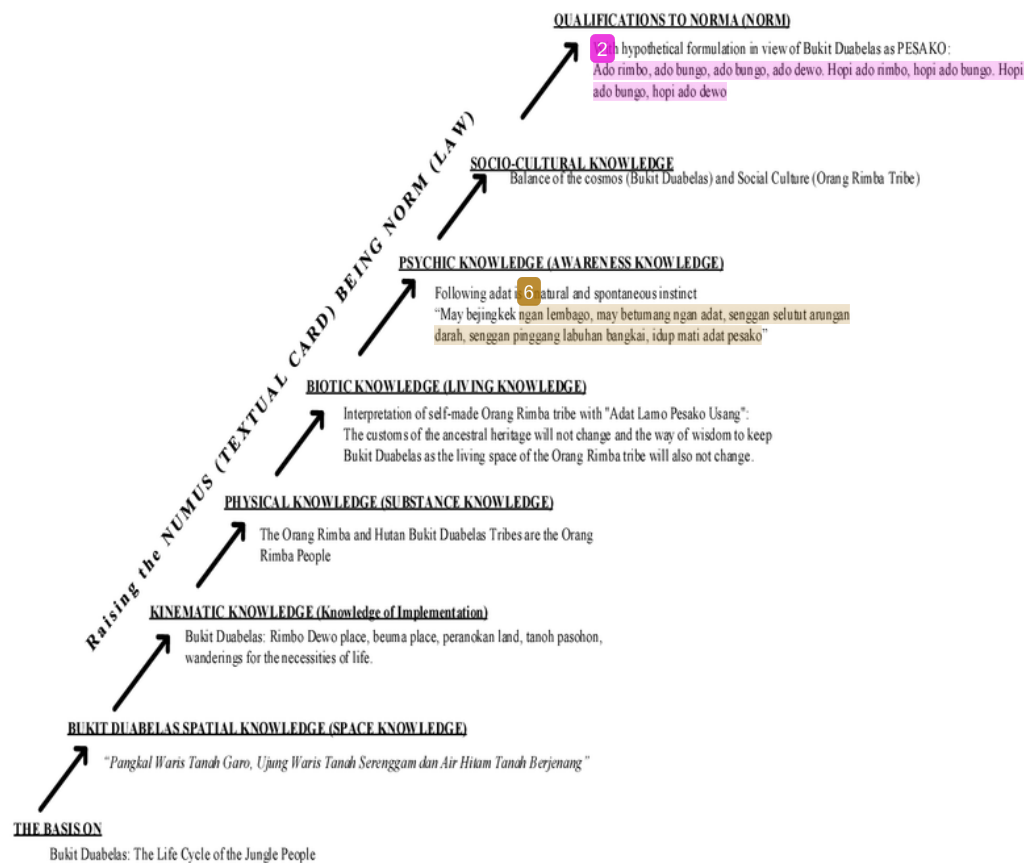 QUALIFICATIONS TO NORMA (NORM)
2
h hypothetical formulation in view of Bukit Duabelas as PESAKO:
Ado rimbo, ado bungo, ado bungo, ado dewo. Hopi ado rimbo, hopi ado bungo. Hopi
ado bungo, hopi ado dewo
SOCIO-CULTURAL KNOWLEDGE
Balance of the cosmos (Bukit Duabelas) and Social Culture (Orang Rimba Tribe)
PSYCHIC KNOWLEDGE (AWARENESS KNOWLEDGE)
Following adat is 6 natural and spontaneous instinct
“May bejingkek ngan lembago, may betumang ngan adat, senggan selutut arungan
darah, senggan pinggang labuhan bangkai, idup mati adat pesako”
BIOTIC KNOWLEDGE (LIVING KNOWLEDGE)
Interpretation of self-made Orang Rimba tribe with "Adat Lamo Pesako Usang":
The customs of the ancestral heritage will not change and the way of wisdom to keep
Bukit Duabelas as the living space of the Orang Rimba tribe will also not change.
PHYSICAL KNOWLEDGE (SUBSTANCE KNOWLEDGE)
The Orang Rimba and Hutan Bukit Duabelas Tribes are the Orang
Rimba People
KINEMATIC KNOWLEDGE (Knowledge of Implementation)
Bukit Duabelas: Rimbo Dewo place, beuma place, peranokan land, tanoh pasohon,
wanderings for the necessities of life.
BUKIT DUABELAS SPATIAL KNOWLEDGE (SPACE KNOWLEDGE)
“Pangkal Waris Tanah Garo, Ujung Waris Tanah Serenggam dan Air Hitam Tanah Berjenang”
THE BASIS ON
Bukit Duabelas: The Life Cycle of the Jungle People
Raising the NUMUS (TEXTUAL CARD) BEING NORM (LAW)